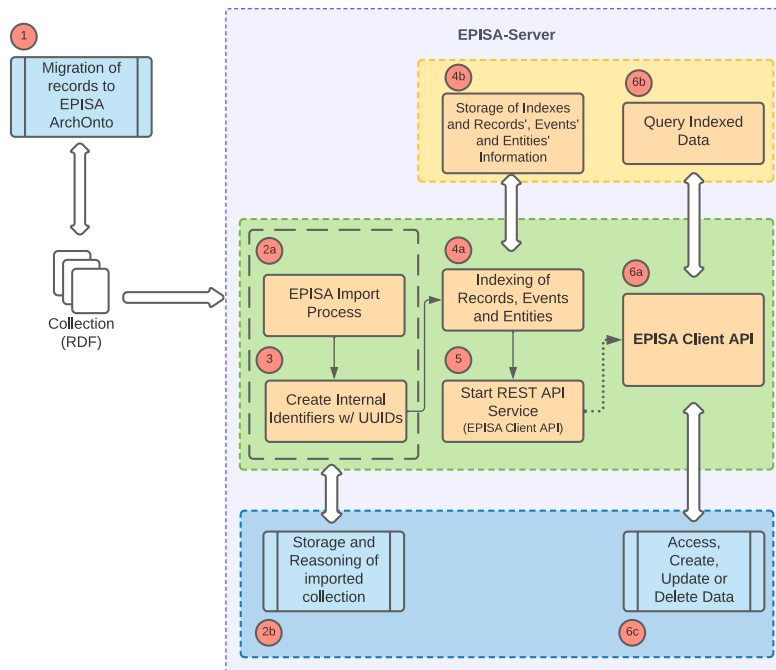 1
Migration of
records to
EPISA
ArchOnto
Collection
(RDF)
EPISA-Server
4b
Storage of Indexes
and Records', Events'
and Entities'
Information
6b
Query Indexed
Data
2a
EPISA Import
Process
3
Create Internal
Identifiers w/ UUIDs
4a
Indexing of
Records, Events
and Entities
5
Start REST API
Service
(EPISA Client API)
6a
EPISA Client API
Storage and
Reasoning of
imported
collection
2b
Access,
Create,
Update or
Delete Data
6c